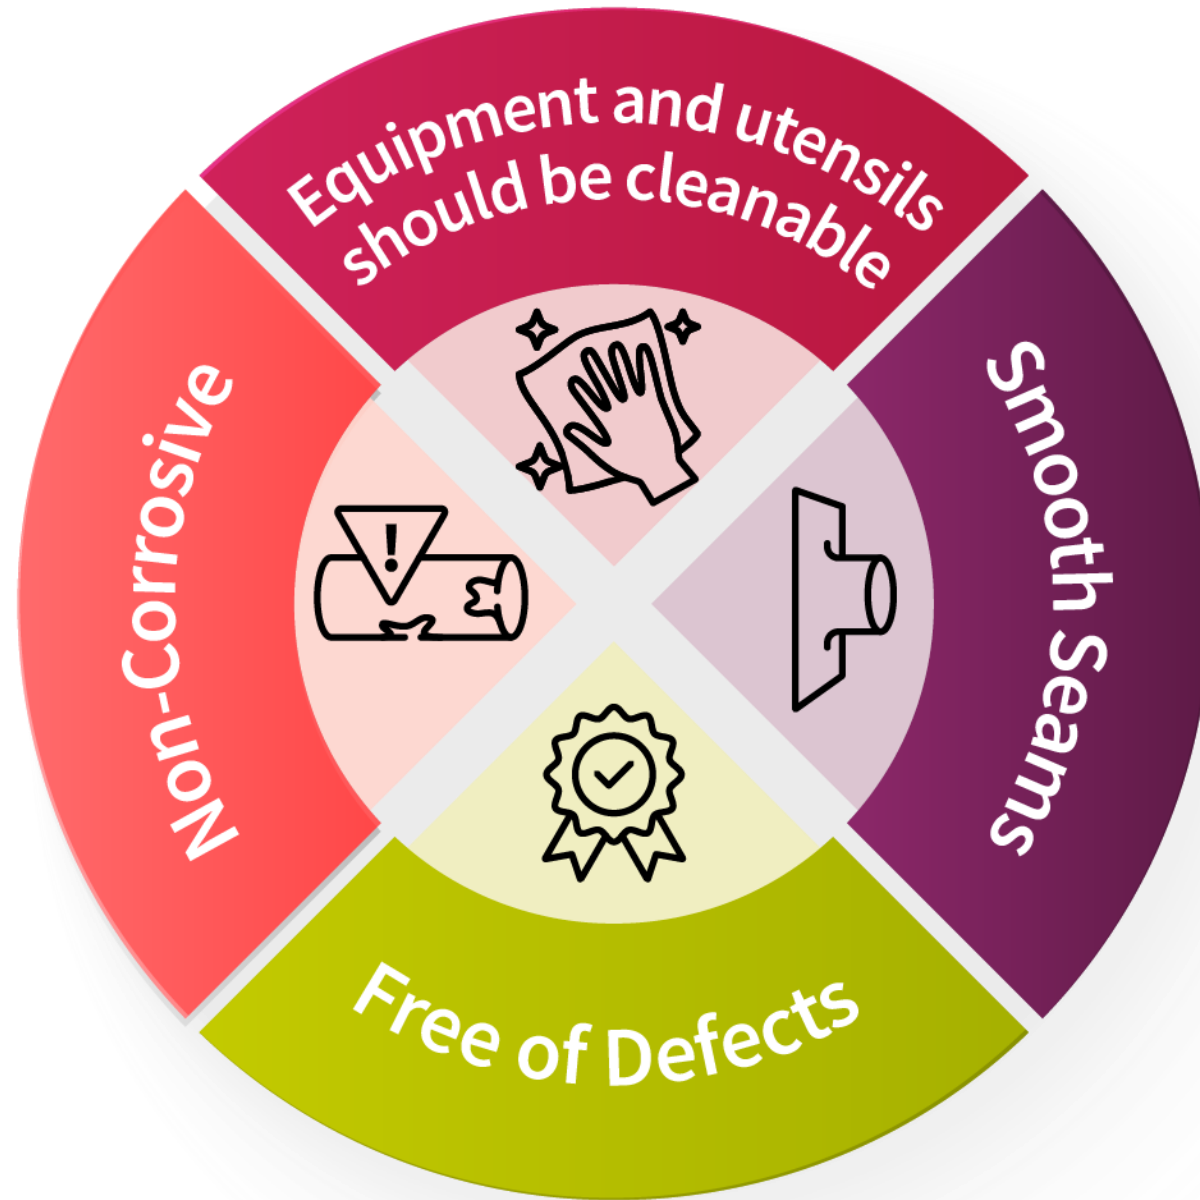 Equipment and utensils
should be cleanable
Smooth Seams
Free of Defects
Non-Corrosive
!